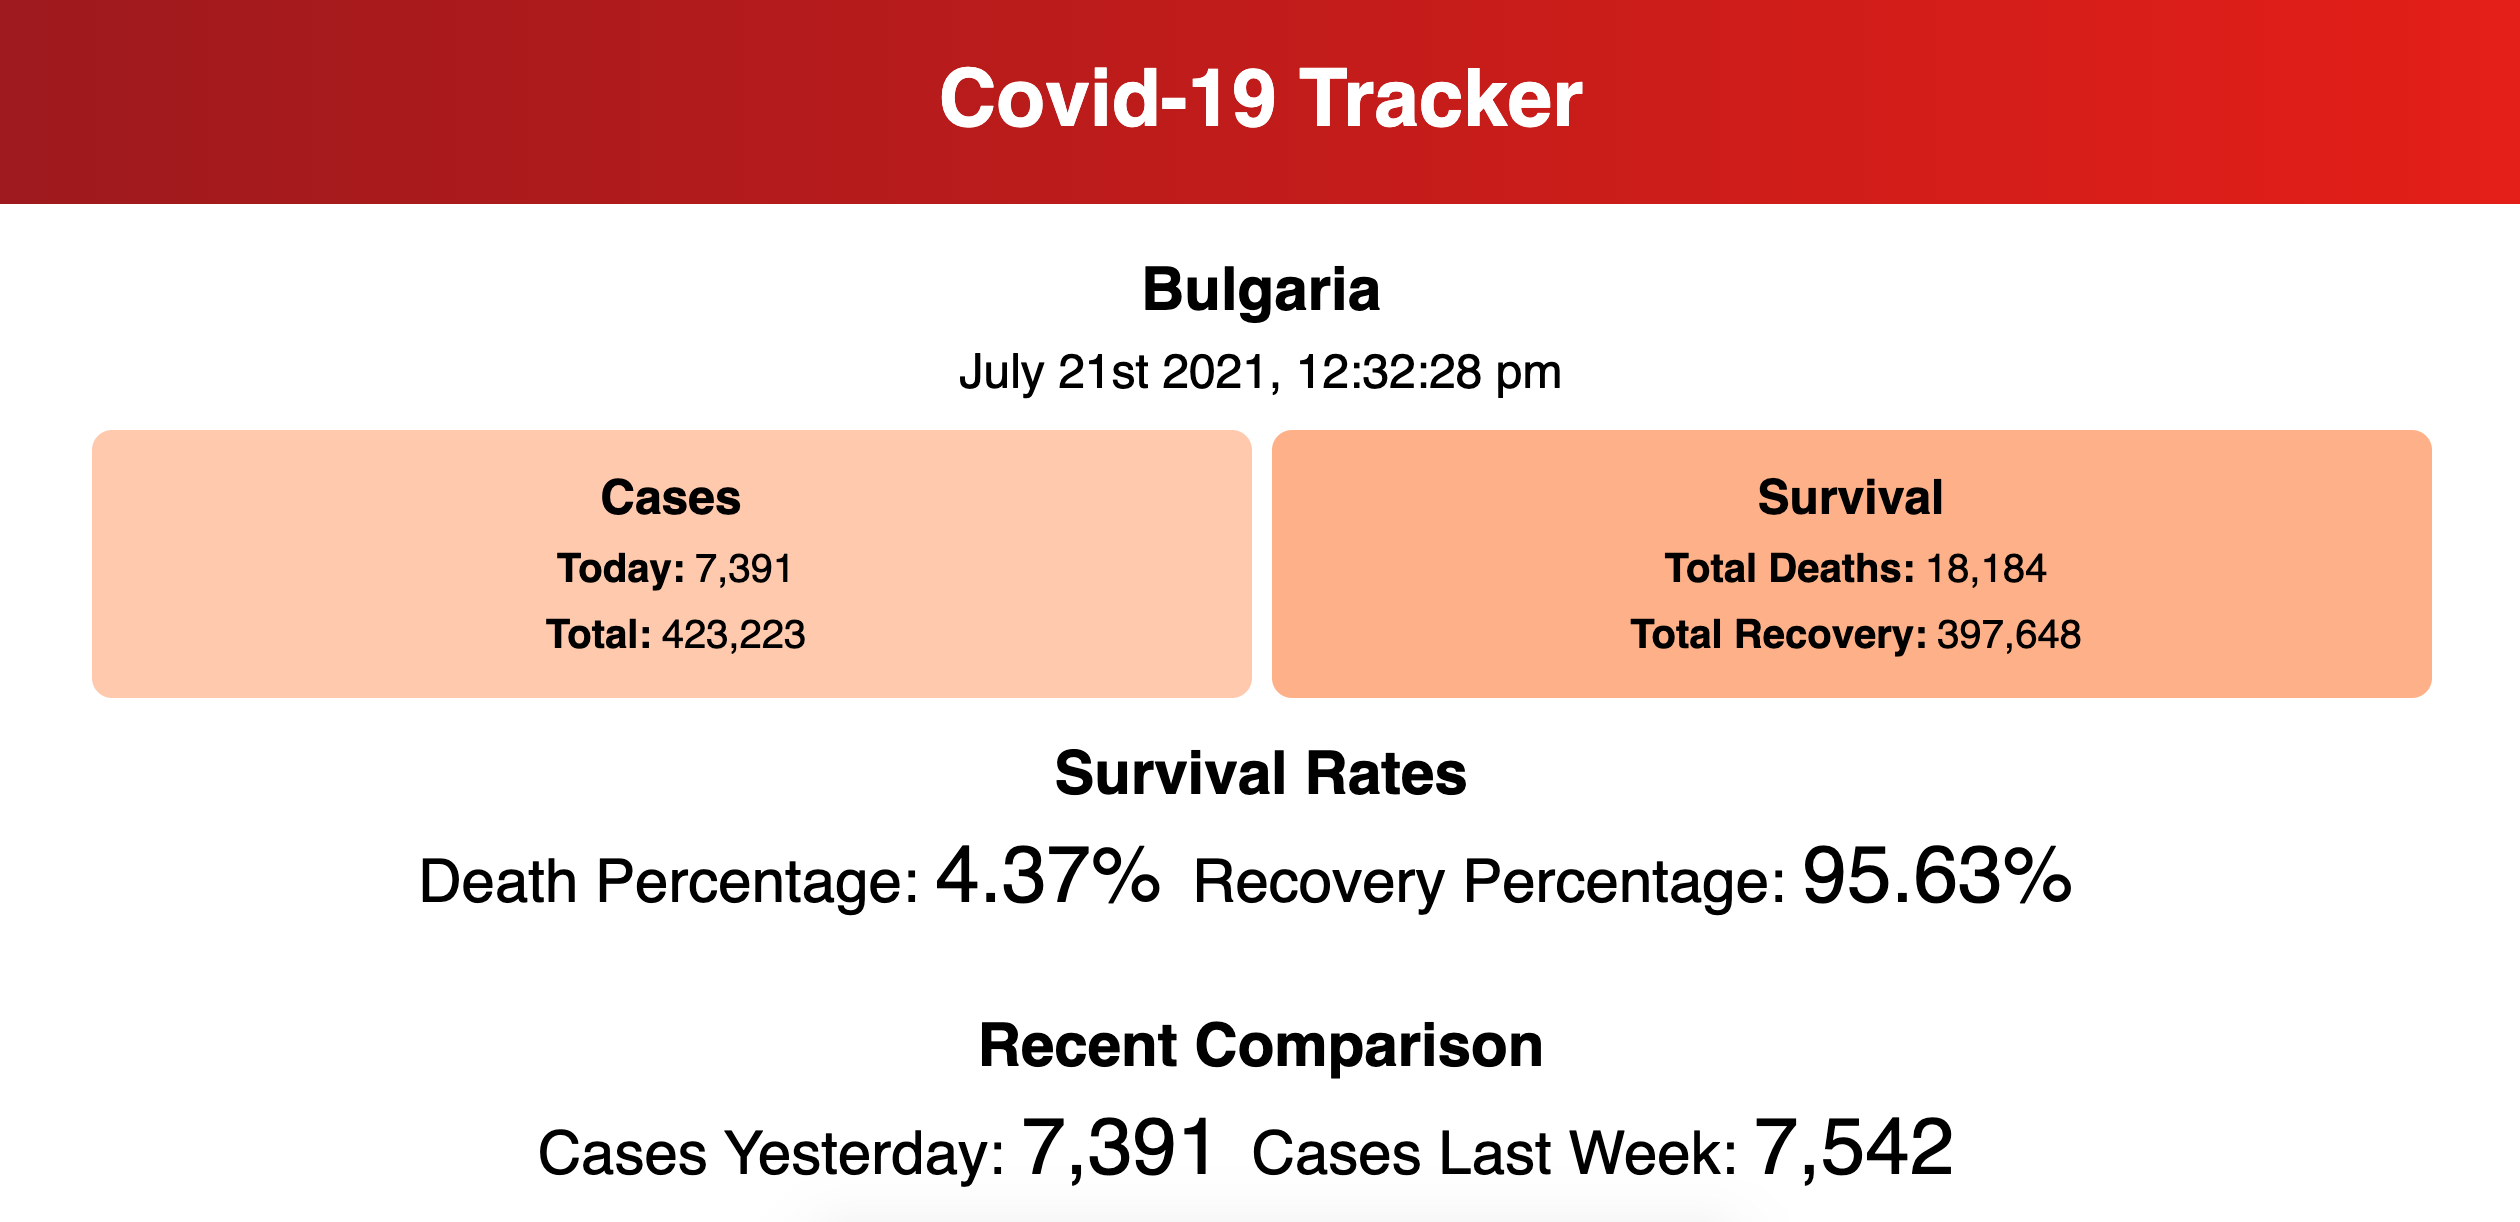 Covid-19 Tracker
Bulgaria
July 21st 2021, 12:32:28 pm
Cases
Today: 7,391
Total: 423,223
Survival
Total Deaths: 18,184
Total Recovery: 397,648
Survival Rates
Death Percentage: 4.37% Recovery Percentage: 95.63%
Recent Comparison
Cases Yesterday: 7,391 Cases Last Week: 7,542